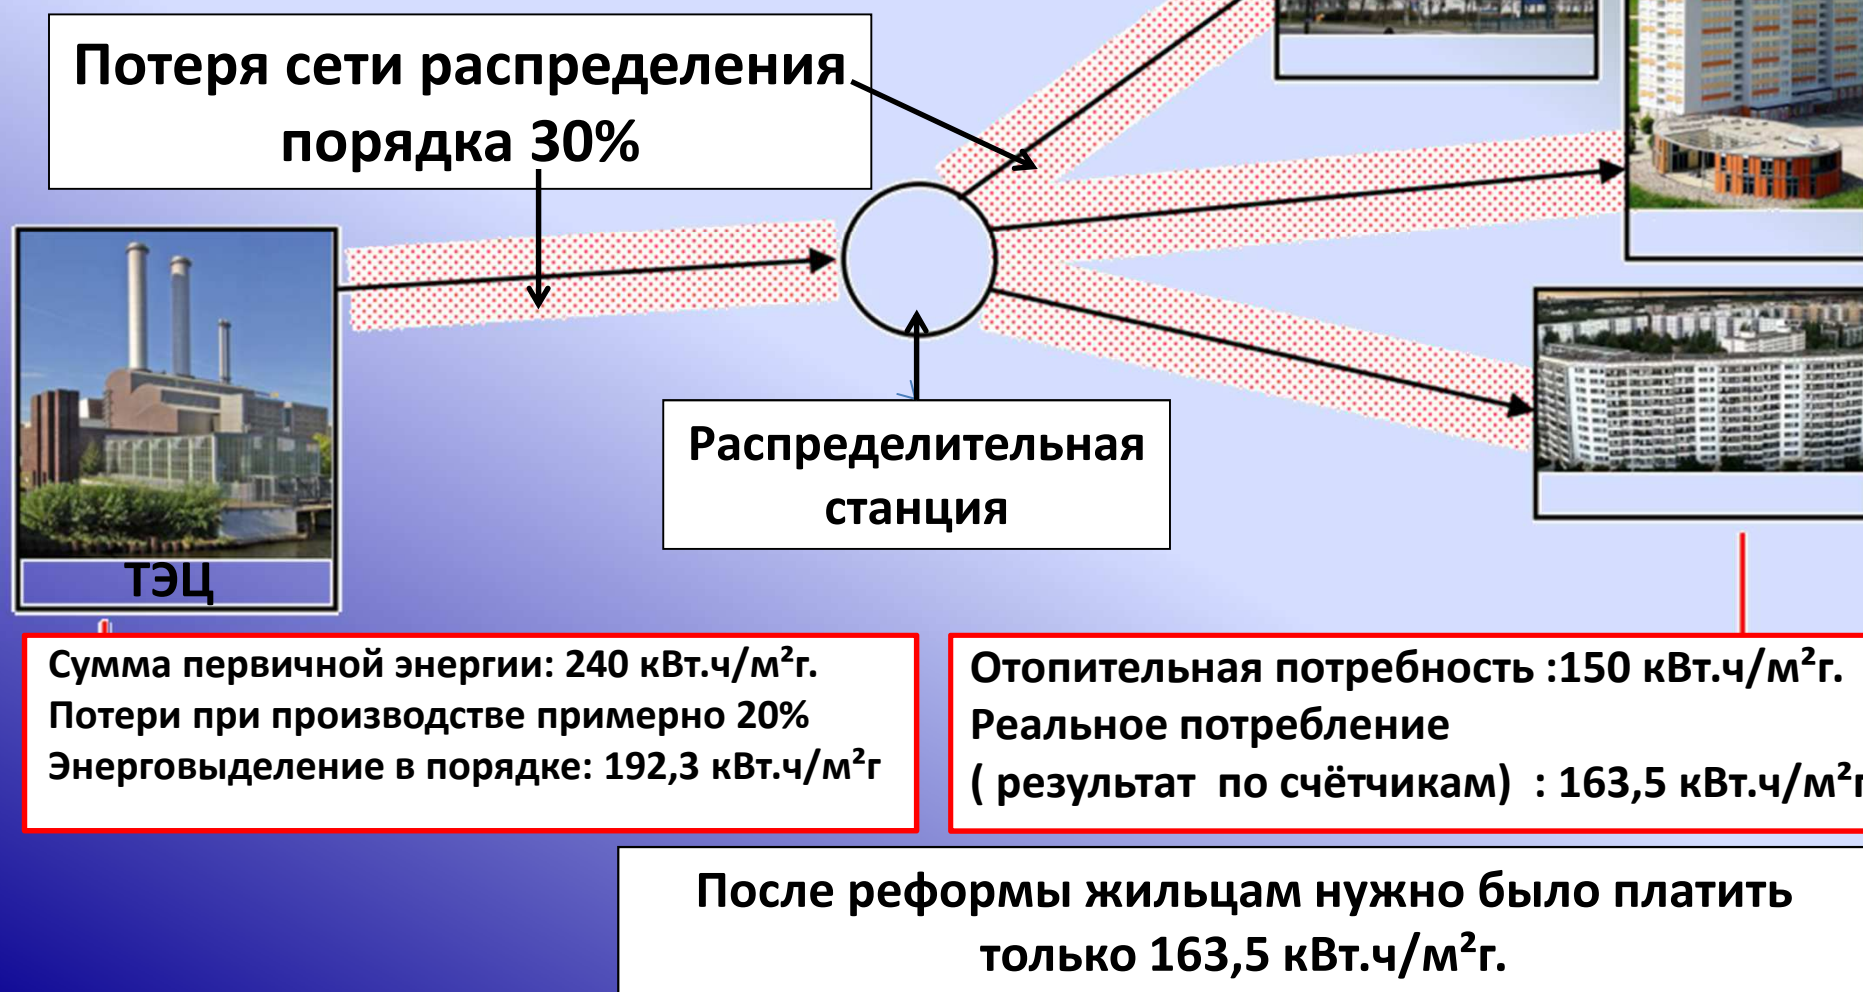 Потеря сети распределения
порядка 30%
Распределительная
станция
ТЭЦ
Сумма первичной энергии: 240 кВт.ч/м²г.
Потери при производстве примерно 20%
Энерговыделение в порядке: 192,3 кВт.ч/м²г
Отопительная потребность :150 кВт.ч/м²г.
Реальное потребление
( результат по счётчикам) : 163,5 кВт.ч/м²г
После реформы жильцам нужно было платить
только 163,5 кВт.ч/м²г.